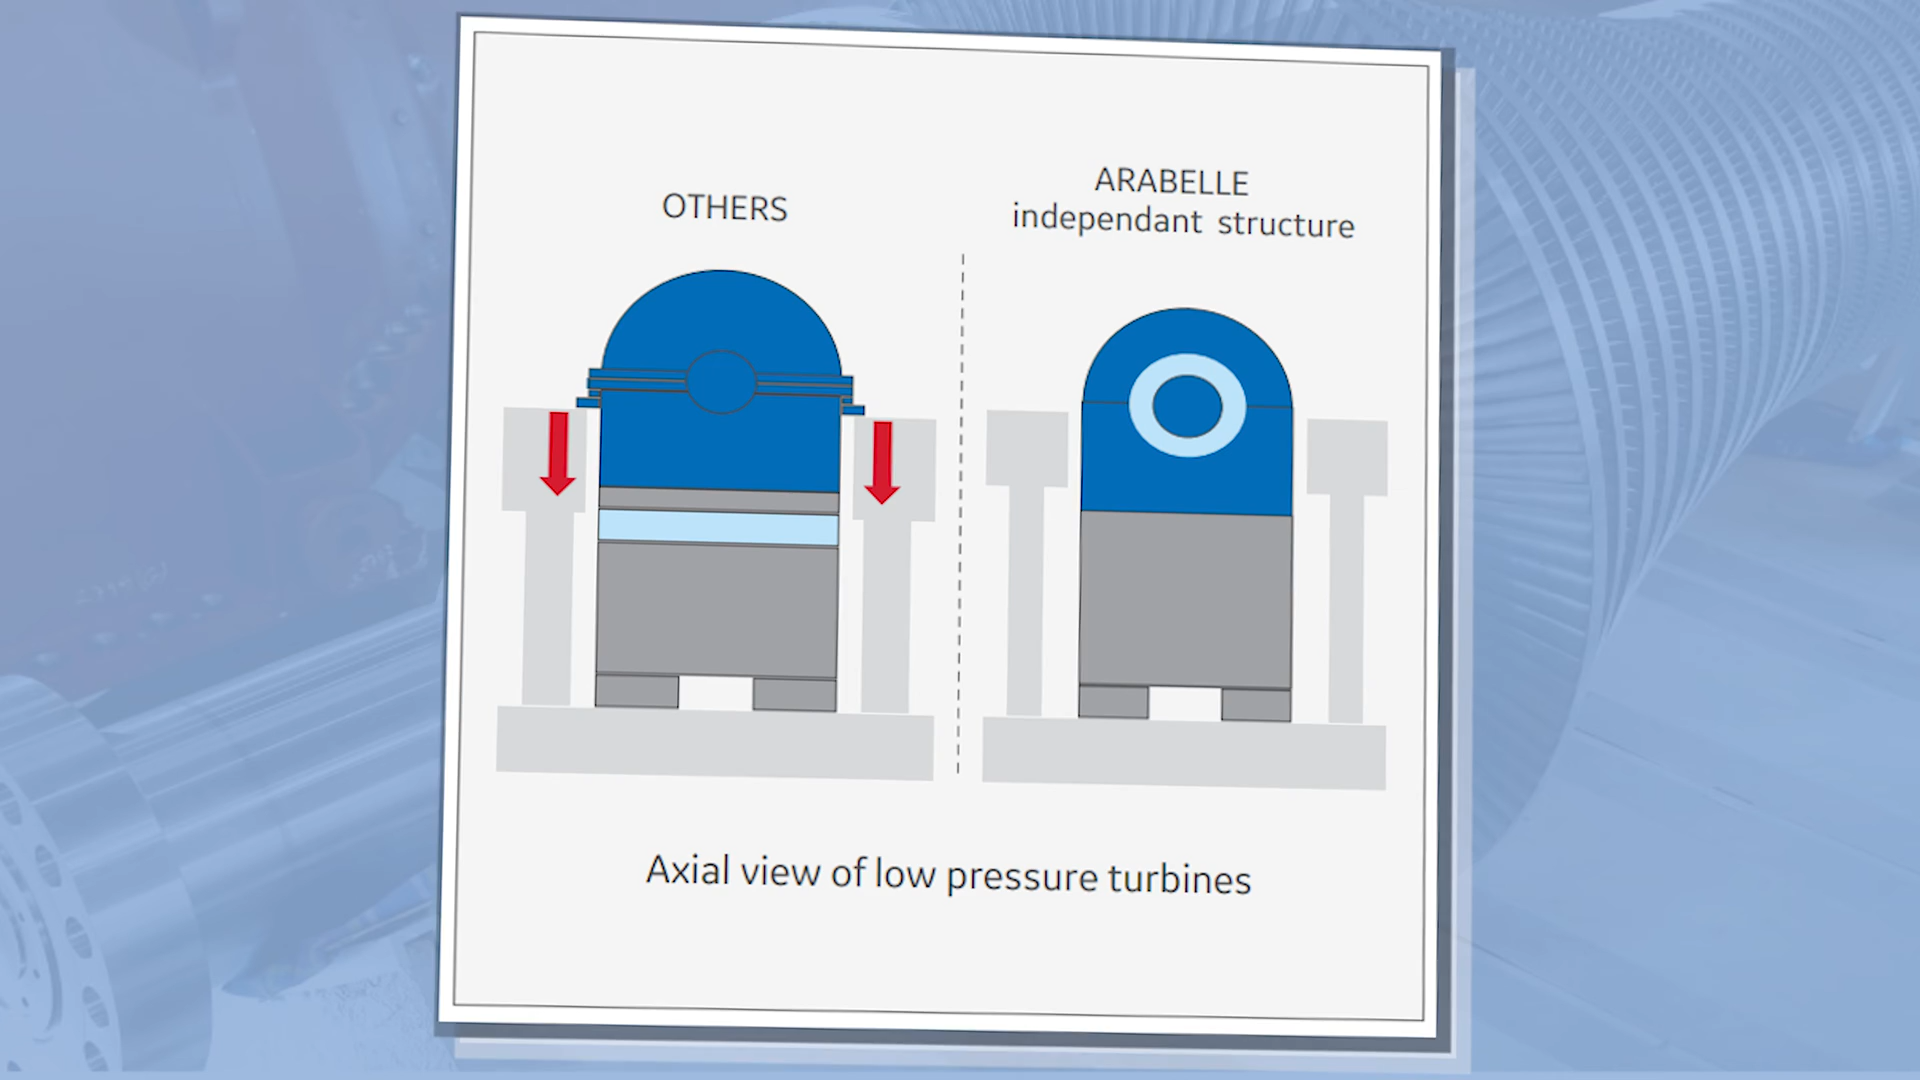 OTHERS
ARABELLE
independant structure
Axial view of low pressure turbines